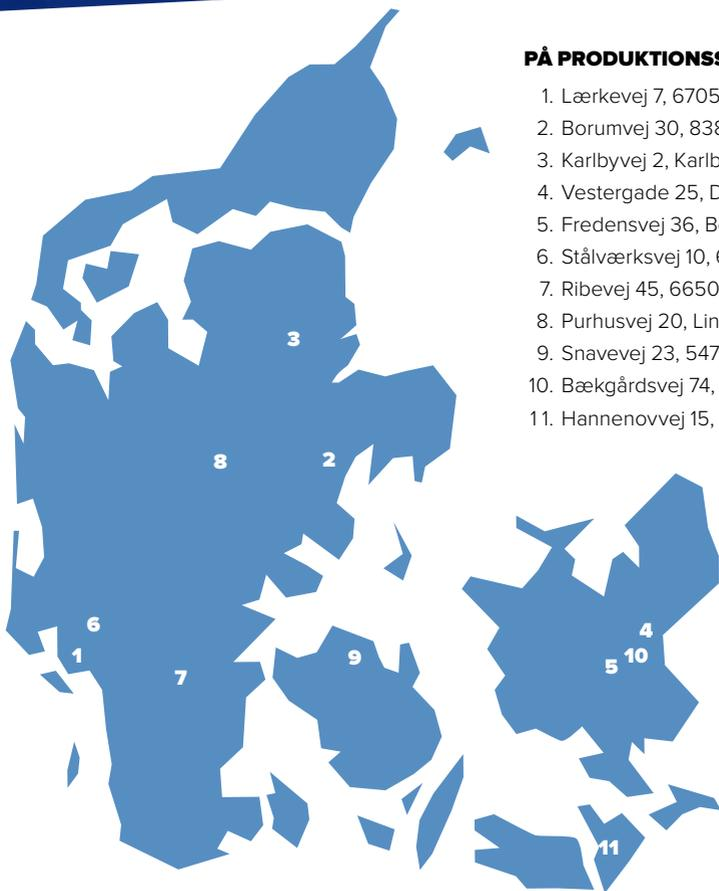 PÅ PRODUKTIONSS
1. Lærkevej 7, 6705
2. Borumvej 30, 838
3. Karlbyvej 2, Karlb
4. Vestergade 25, D
5. Fredensvej 36, B
6. Stålværksvej 10, 6
7. Ribevej 45, 6650
8. Purhusvej 20, Lin
9. Snavevej 23, 547
10. Bækgårdsvej 74,
11. Hannenovvej 15,
3
8
2
6
1
7
9
4
5 10
11